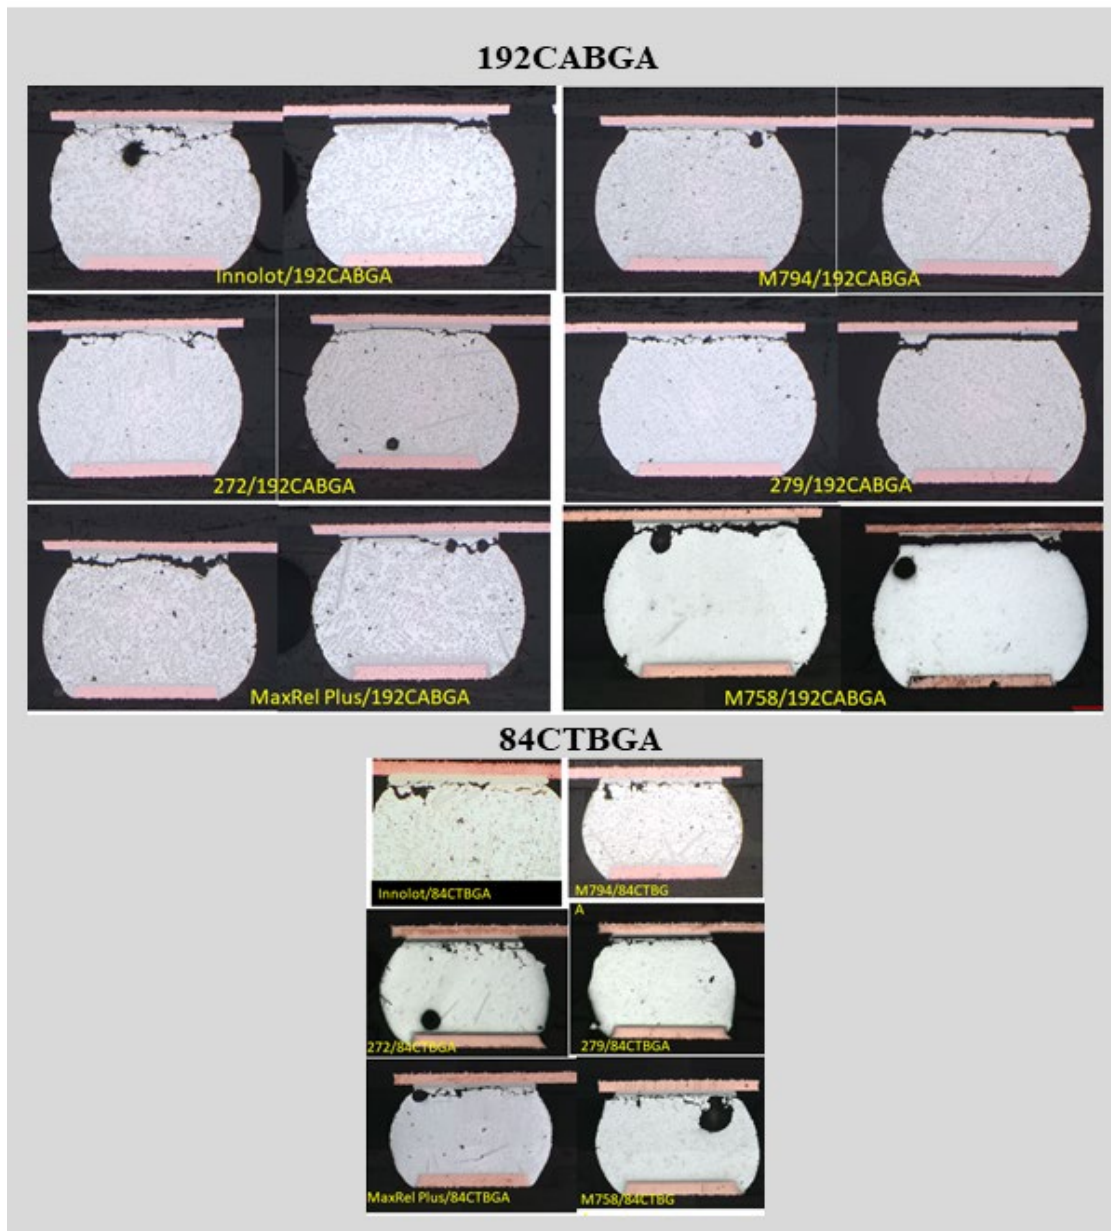 192CABGA
Innolot/192CABGA
M794/192CABGA
272/192CABGA
279/192CABGA
MaxRel Plus/192CABGA
M758/192CABGA
84CTBGA
Innolot/84CTBGA
M794/84CTBG
A
272/84CTBGA
279/84CTBGA
MaxRel Plus/84CTBGA
M758/84CTBG